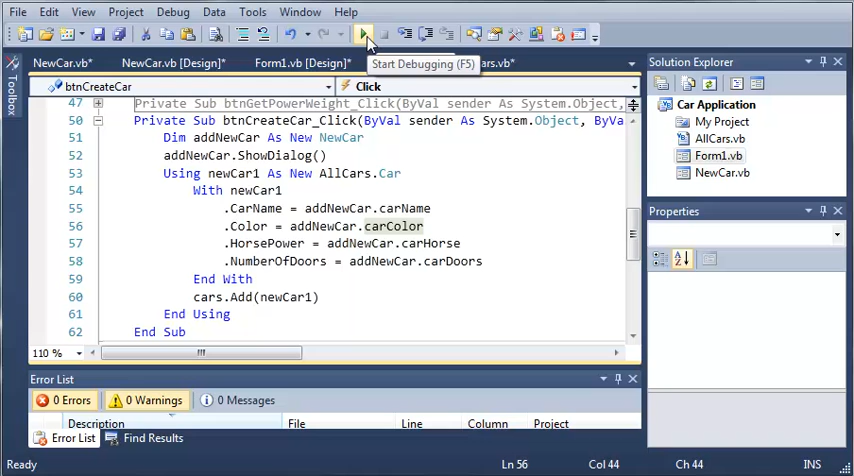 File Edit View Project Debug Data Tools Window Help
Start Debugging (F5)
NewCar.vb* NewCar.vb [Design]* Form1.vb [Design]* rs.vb*
Toolbox
btnCreateCar Click
47 Private Sub btnGetPowerWeight_Click(ByVal sender As System.Object,
50 Private Sub btnCreateCar_Click(ByVal sender As System.Object, ByVa
51 Dim addNewCar As New NewCar
52 addNewCar.ShowDialog()
53 Using newCar1 As New AllCars.Car
54 With newCar1
55 .CarName = addNewCar.carName
56 .Color = addNewCar.carColor
57 .HorsePower = addNewCar.carHorse
58 .NumberOfDoors = addNewCar.carDoors
59 End With
60 cars.Add(newCar1)
61 End Using
62 End Sub
110 %
Error List
0 Errors 0 Warnings 0 Messages
Description File Line Column Project
Error List Find Results
Solution Explorer
Car Application
My Project
AllCars.vb
Form1.vb
NewCar.vb
Properties
Ready Ln 56 Col 44 Ch 44 INS